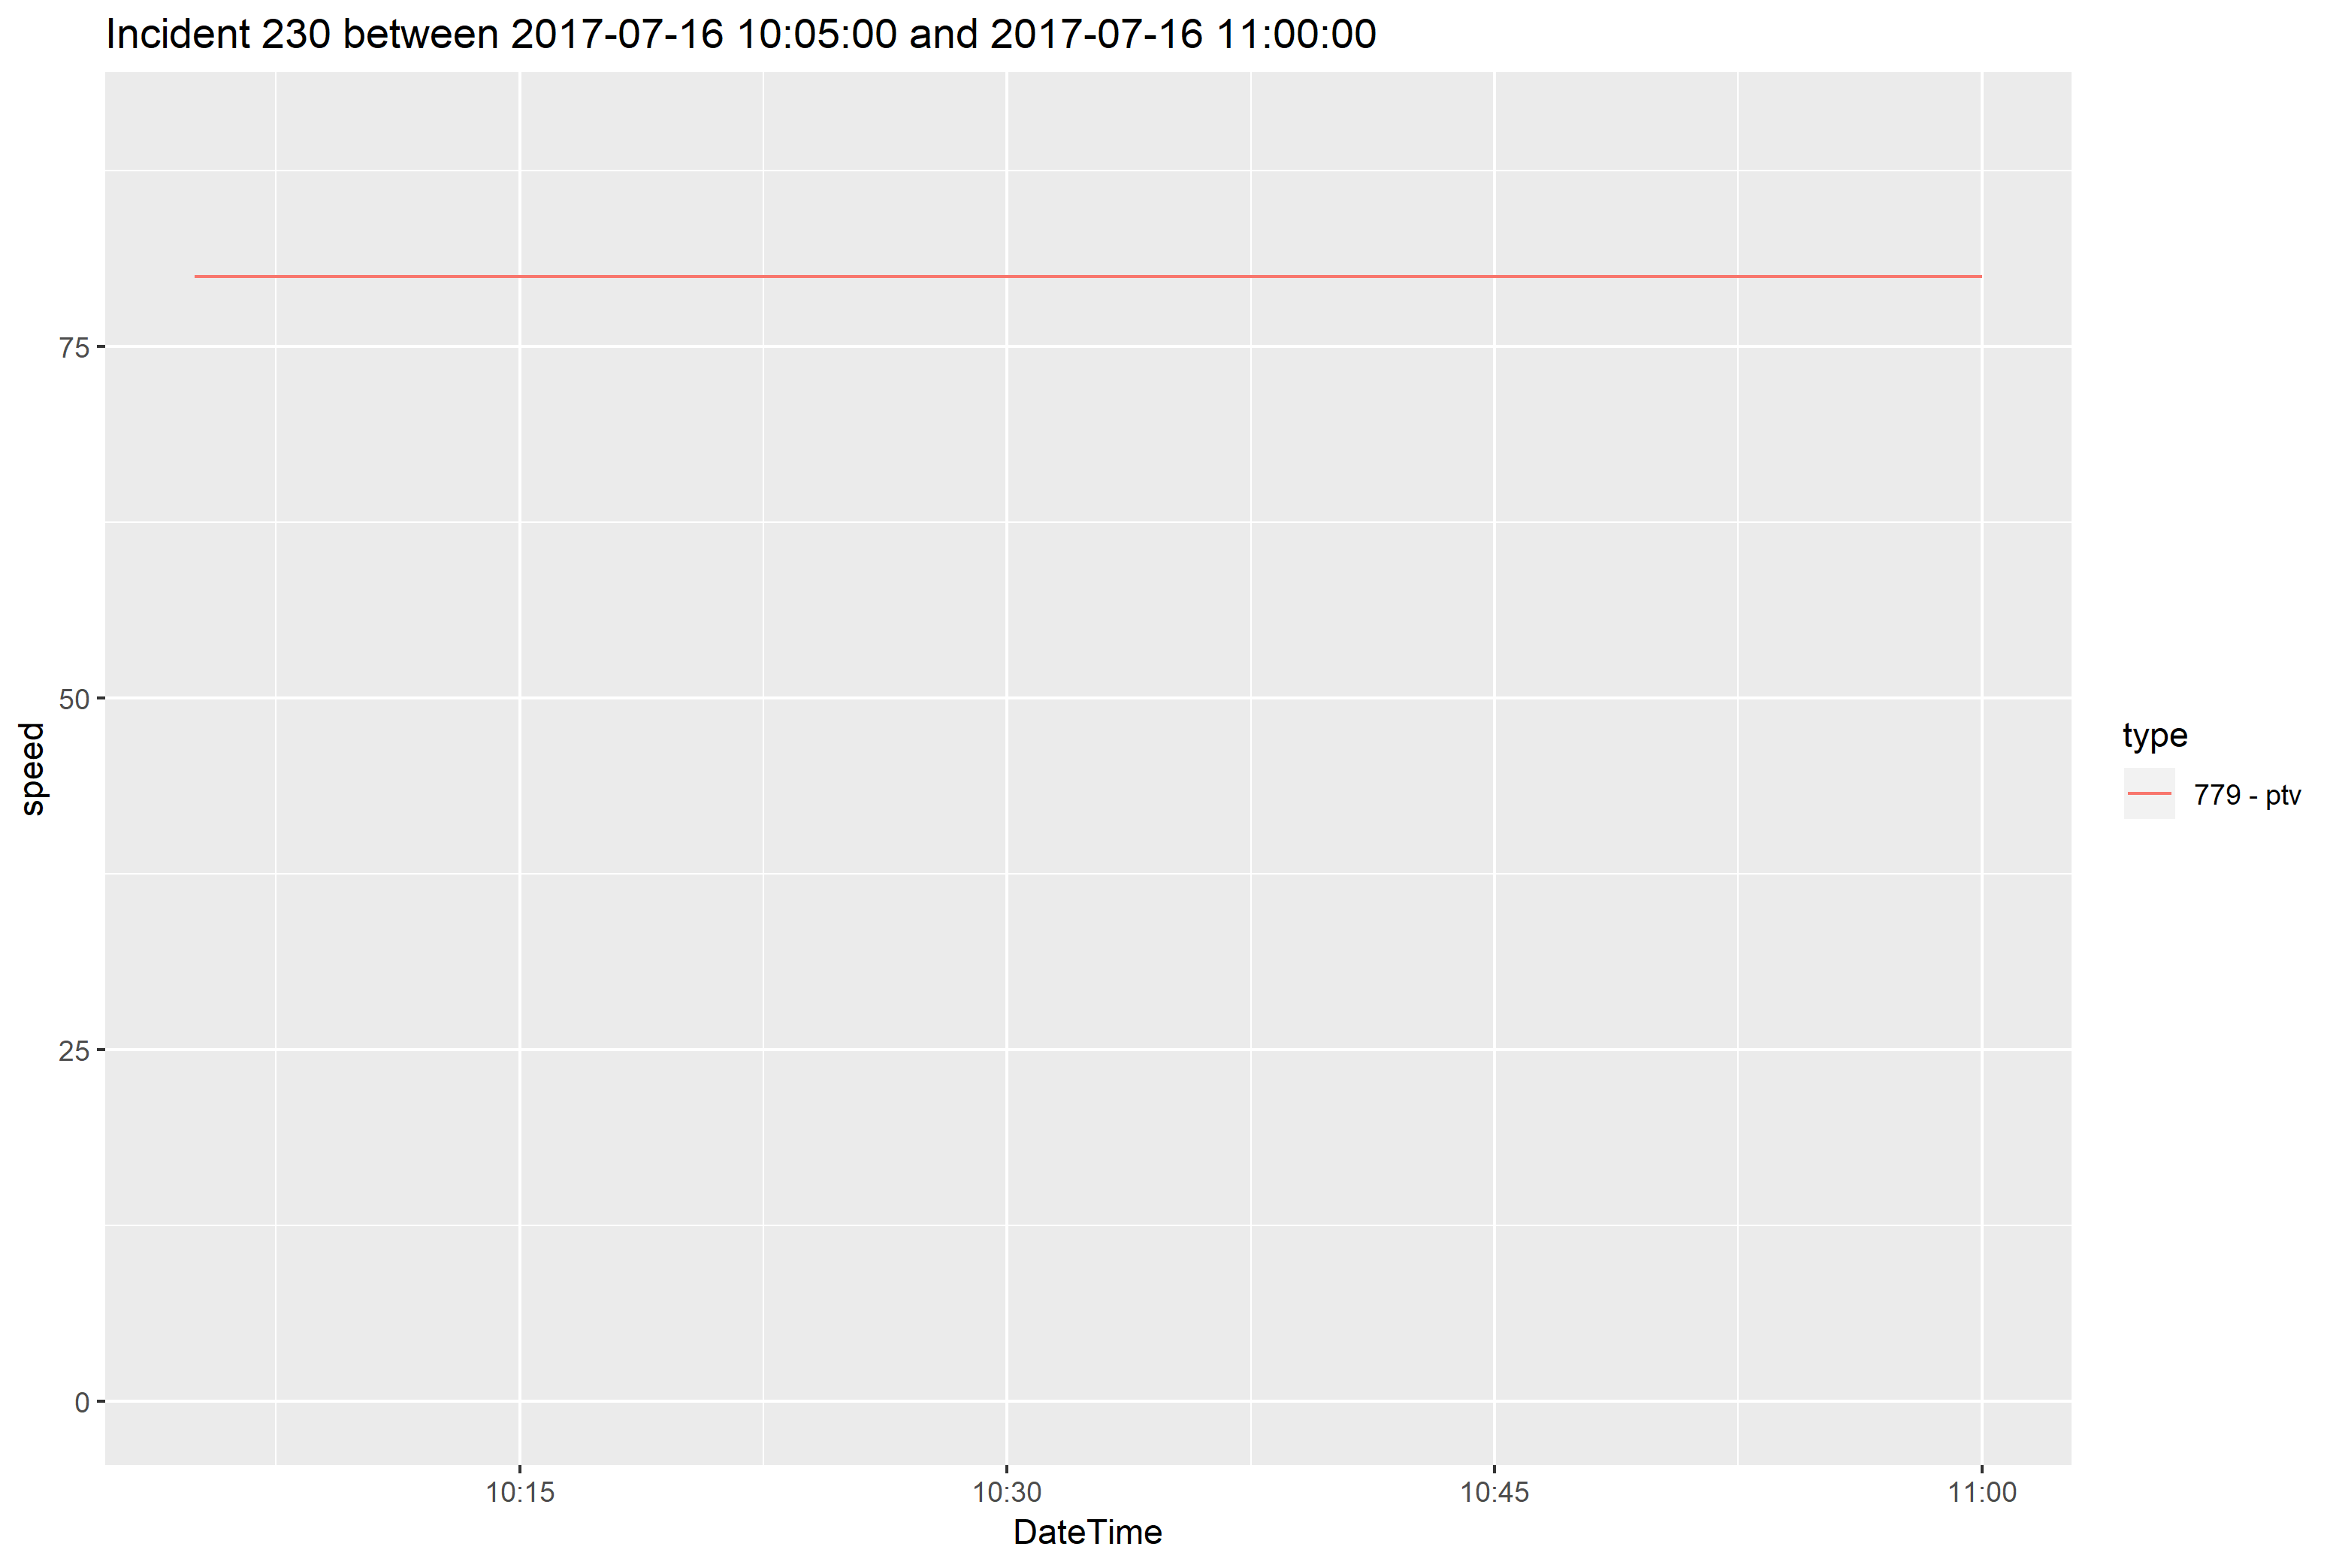 Incident 230 between 2017-07-16 10:05:00 and 2017-07-16 11:00:00
75
50
25
0
speed
10:15 10:30 10:45 11:00
DateTime
type
779 - ptv